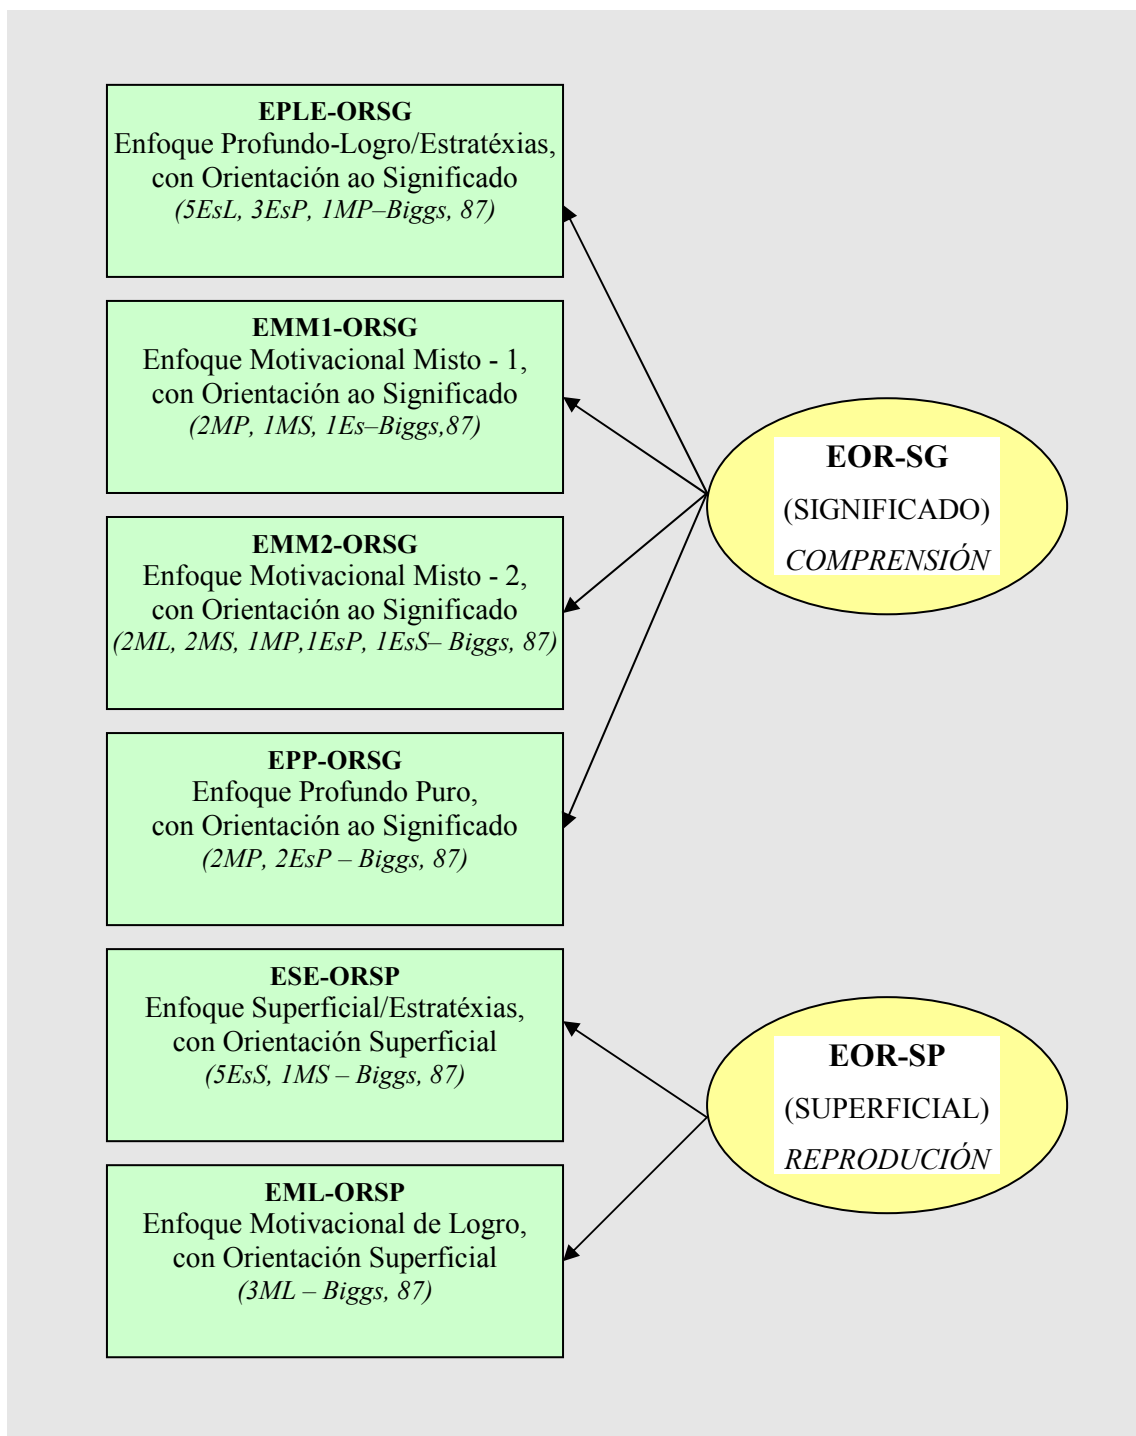 EPLE-ORSG
Enfoque Profundo-Logro/Estratéxias,
con Orientación ao Significado
(5EsL, 3EsP, 1MP–Biggs, 87)
EMM1-ORSG
Enfoque Motivacional Misto - 1,
con Orientación ao Significado
(2MP, 1MS, 1Es–Biggs,87)
EMM2-ORSG
Enfoque Motivacional Misto - 2,
con Orientación ao Significado
(2ML, 2MS, 1MP,1EsP, 1EsS– Biggs, 87)
EPP-ORSG
Enfoque Profundo Puro,
con Orientación ao Significado
(2MP, 2EsP – Biggs, 87)
ESE-ORSP
Enfoque Superficial/Estratéxias,
con Orientación Superficial
(5EsS, 1MS – Biggs, 87)
EML-ORSP
Enfoque Motivacional de Logro,
con Orientación Superficial
(3ML – Biggs, 87)
EOR-SG
(SIGNIFICADO)
COMPRENSIÓN
EOR-SP
(SUPERFICIAL)
REPRODUCIÓN